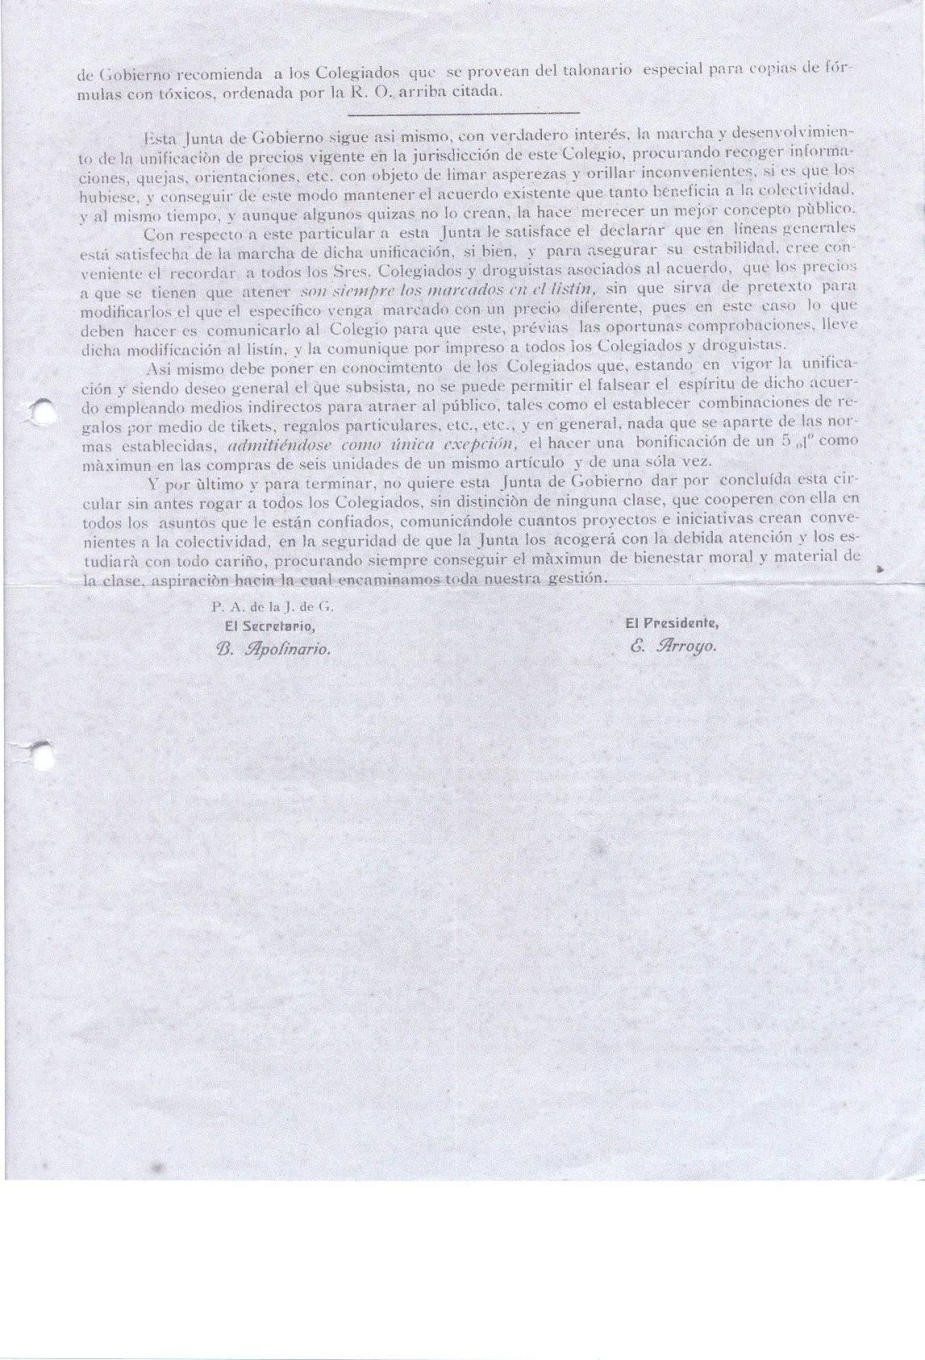 de Gobierno recomienda a los Colegiados que se provean del talonario especial para copias de fór-
mulas con tóxicos, ordenada por la R. O. arriba citada.
Esta Junta de Gobierno sigue asi mismo, con verdadero interés, la marcha y desenvolvimien-
to de la unificaciòn de precios vigente en la jurisdicción de este Colegio, procurando recoger informa-
ciones, quejas, orientaciones, etc. con objeto de limar asperezas y orillar inconvenientes, si es que los
hubiese, y conseguir de este modo mantener el acuerdo existente que tanto beneficia a la colectividad,
y al mismo tiempo, y aunque algunos quizas no lo crean, la hace merecer un mejor concepto pùblico.
Con respecto a este particular a esta Junta le satisface el declarar que en líneas generales
está satisfecha de la marcha de dicha unificación, si bien, y para asegurar su estabilidad, cree con-
veniente el recordar a todos los Sres. Colegiados y droguistas asociados al acuerdo, que los precios
a que se tienen que atener son siempre los marcados en el listín, sin que sirva de pretexto para
modificarlos el que el específico venga marcado con un precio diferente, pues en este caso lo que
deben hacer es comunicarlo al Colegio para que este, prévias las oportunas comprobaciones, lleve
dicha modificación al listín, y la comunique por impreso a todos los Colegiados y droguistas.
Asi mismo debe poner en conocimtento de los Colegiados que, estando en vigor la unifica-
ción y siendo deseo general el que subsista, no se puede permitir el falsear el espíritu de dicho acuer-
do empleando medios indirectos para atraer al público, tales como el establecer combinaciones de re-
galos por medio de tikets, regalos particulares, etc., etc., y en general, nada que se aparte de las nor-
mas establecidas, admitiéndose como única exepción, el hacer una bonificación de un 5 „|° como
màximun en las compras de seis unidades de un mismo artículo y de una sóla vez.
Y por ùltimo y para terminar, no quiere esta Junta de Gobierno dar por concluída esta cir-
cular sin antes rogar a todos los Colegiados, sin distinciòn de ninguna clase, que cooperen con ella en
todos los asuntos que le están confiados, comunicándole cuantos proyectos e iniciativas crean conve-
nientes a la colectividad, en la seguridad de que la Junta los acogerá con la debida atención y los es-
tudiarà con todo cariño, procurando siempre conseguir el màximun de bienestar moral y material de
la clase, aspiraciòn hacia la cual encaminamos toda nuestra gestión.
P. A. de la J. de G.
El Secretario,
B. Apolinario.
El Presidente,
E. Arroyo.